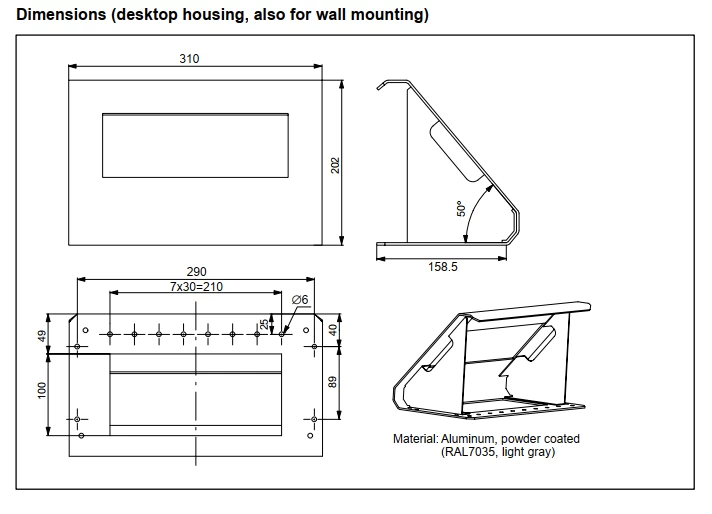 Dimensions (desktop housing, also for wall mounting)
310
202
50°
158.5
290
7x30=210
Ø6
25
49
40
100
89
Material: Aluminum, powder coated
(RAL7035, light gray)